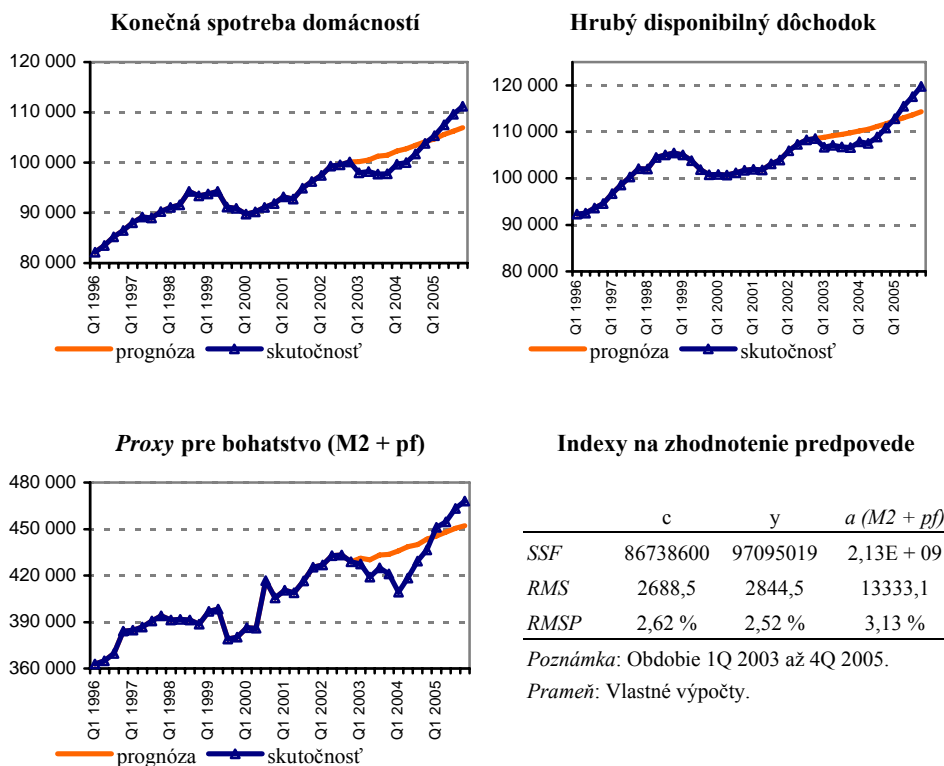 Konečná spotreba domácností
120 000
110 000
100 000
90 000
80 000
Q1 1996
Q1 1997
Q1 1998
Q1 1999
Q1 2000
Q1 2001
Q1 2002
Q1 2003
Q1 2004
Q1 2005
prognóza skutočnosť
Hrubý disponibilný dôchodok
120 000
110 000
100 000
90 000
80 000
Q1 1996
Q1 1997
Q1 1998
Q1 1999
Q1 2000
Q1 2001
Q1 2002
Q1 2003
Q1 2004
Q1 2005
prognóza skutočnosť
Proxy pre bohatstvo (M2 + pf)
480 000
450 000
420 000
390 000
360 000
Q1 1996
Q1 1997
Q1 1998
Q1 1999
Q1 2000
Q1 2001
Q1 2002
Q1 2003
Q1 2004
Q1 2005
prognóza skutočnosť
Indexy na zhodnotenie predpovede
c y a (M2 + pf)
SSF 86738600 97095019 2,13E + 09
RMS 2688,5 2844,5 13333,1
RMSP 2,62 % 2,52 % 3,13 %
Poznámka: Obdobie 1Q 2003 až 4Q 2005.
Prameň: Vlastné výpočty.